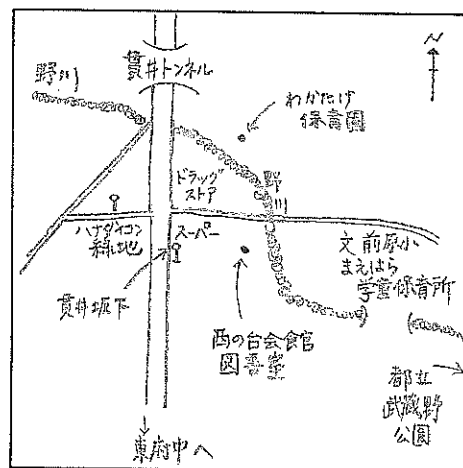 野川
貫井トンネル
N
わかたけ
保育園
ドラッグ
ストア
野川
ハナダイコン
緑地
スーパー
文 前原小
まえはら
学童保育所
貫井坂下
西の台会館
図書室
都立
武蔵野
公園
東府中へ